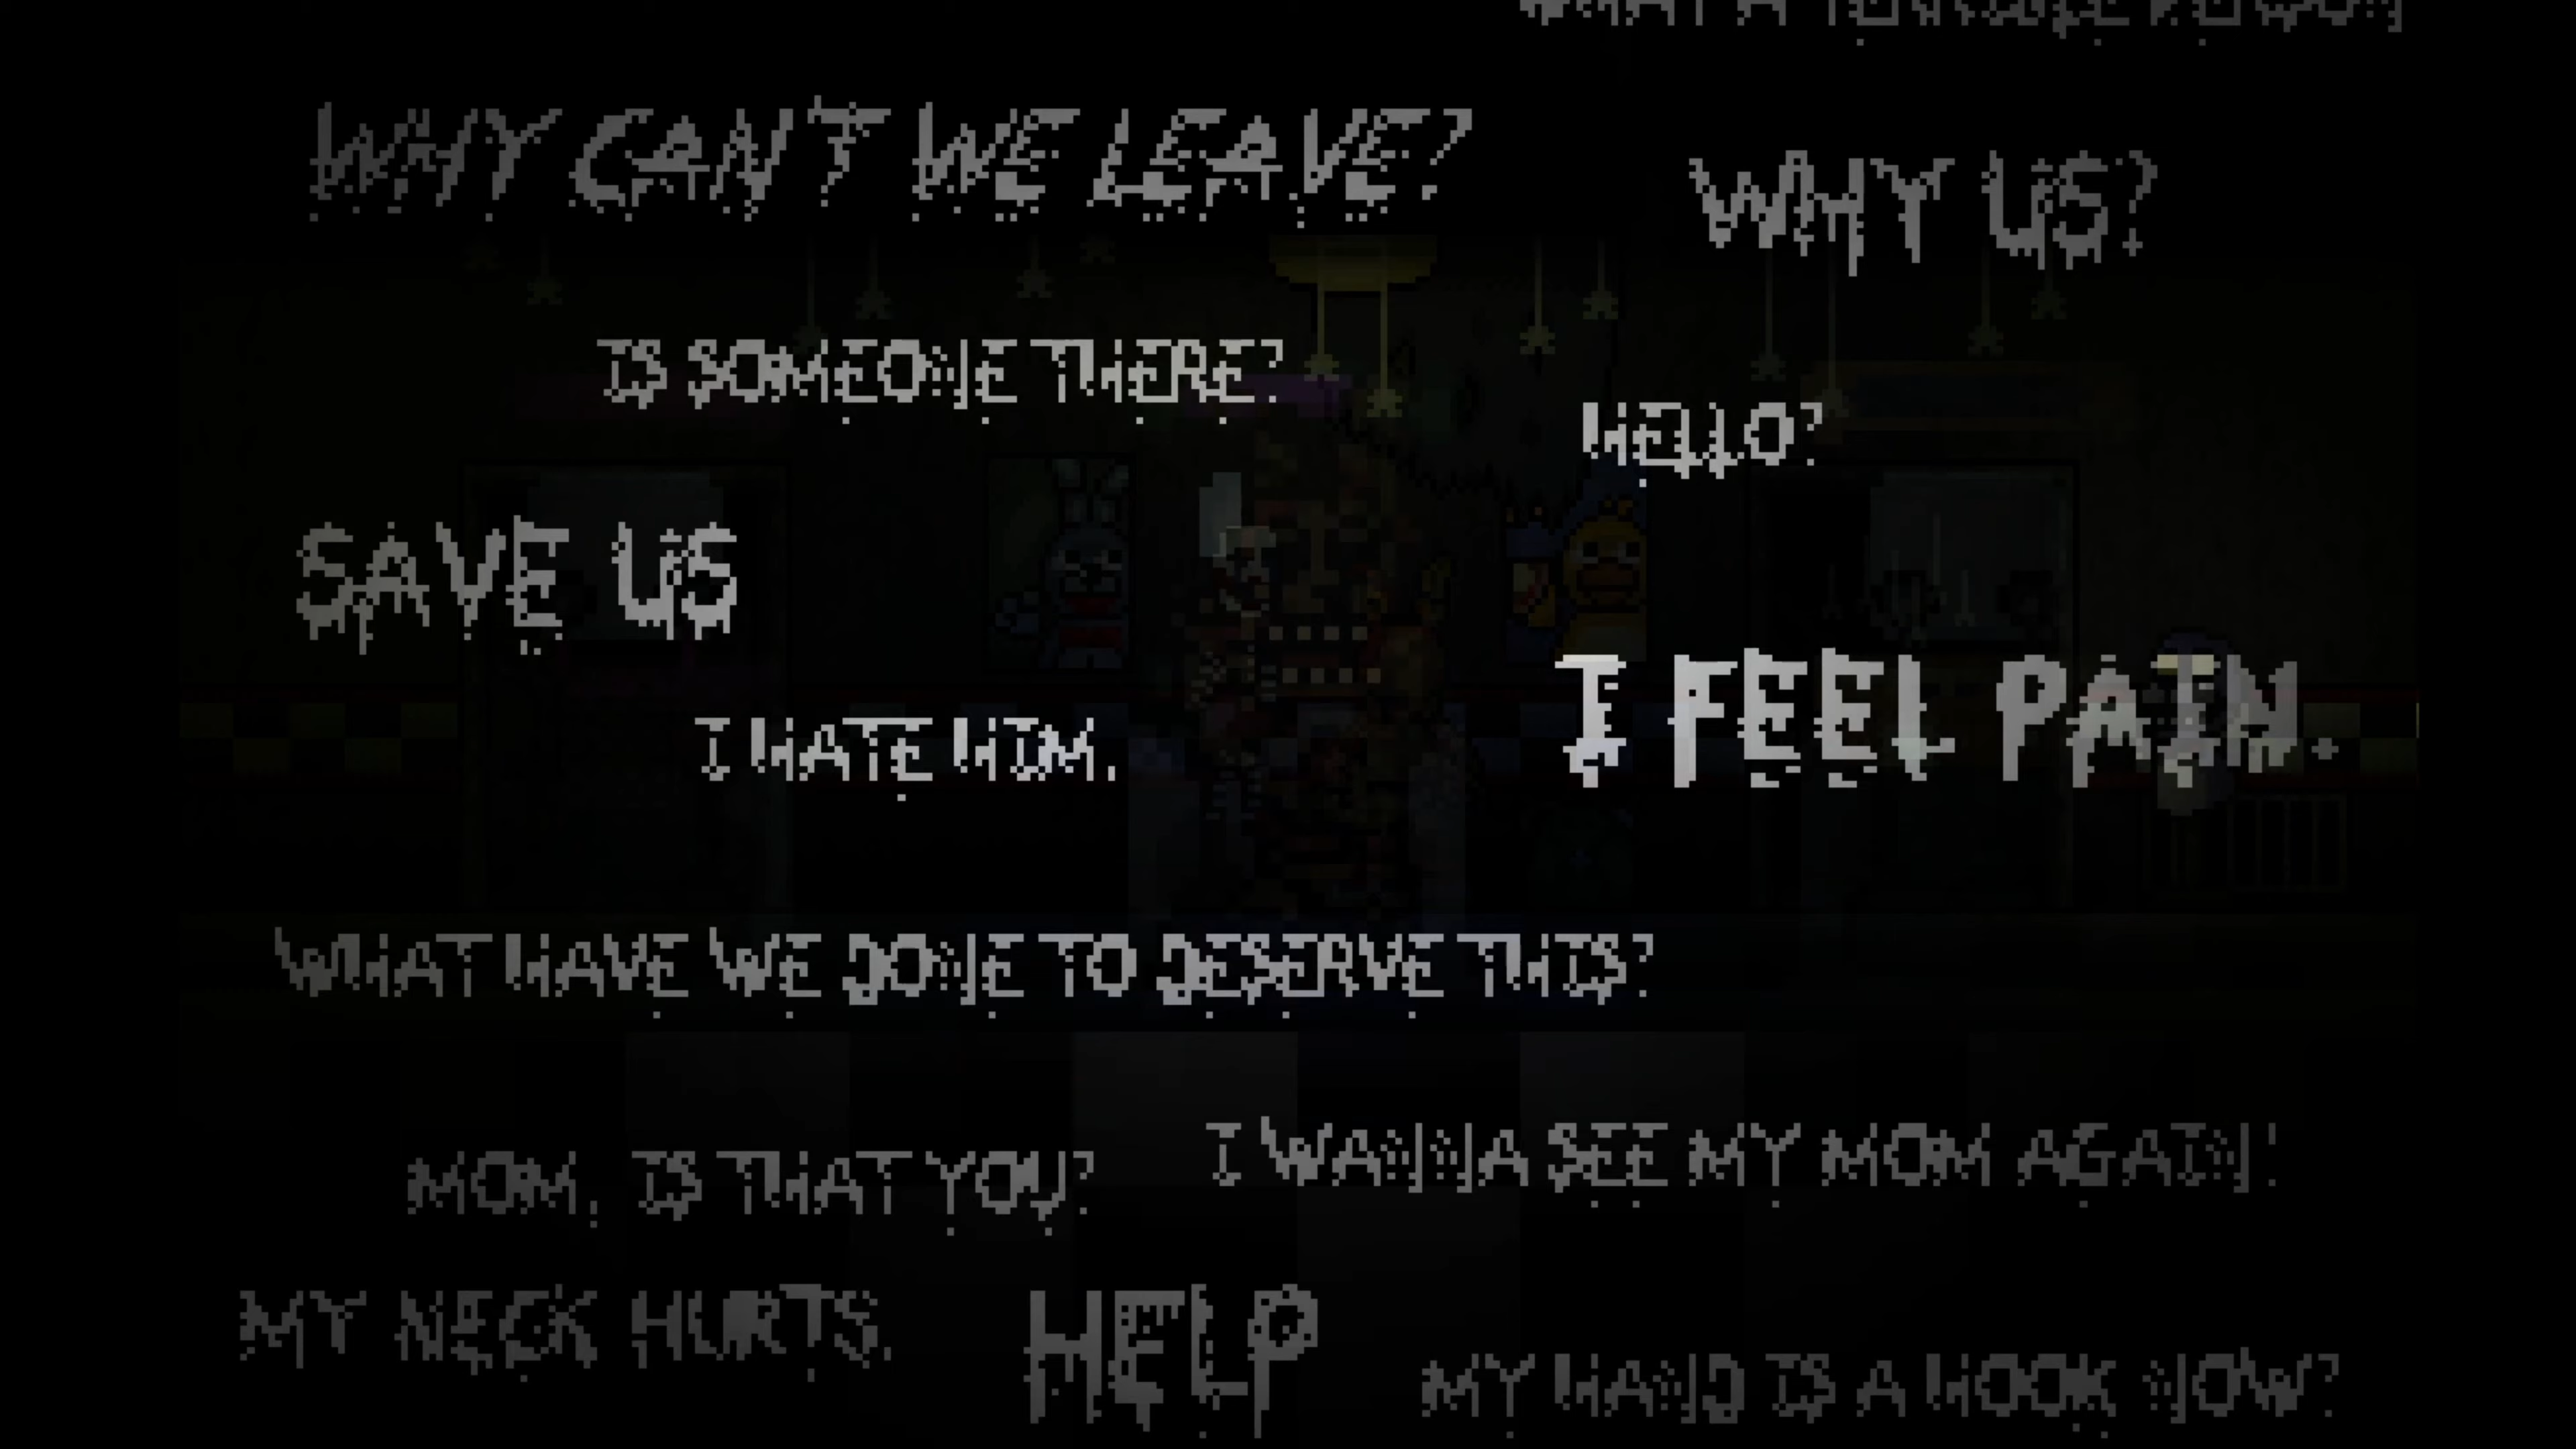 WHY CAN'T WE LEAVE?
WHY US?
IS SOMEONE THERE?
HELLO?
SAVE US
I FEEL PAIN.
I HATE HIM.
WHAT HAVE WE DONE TO DESERVE THIS?
I WANNA SEE MY MOM AGAIN!
MOM, IS THAT YOU?
MY NECK HURTS.
HELP
MY HAND IS A HOOK NOW?